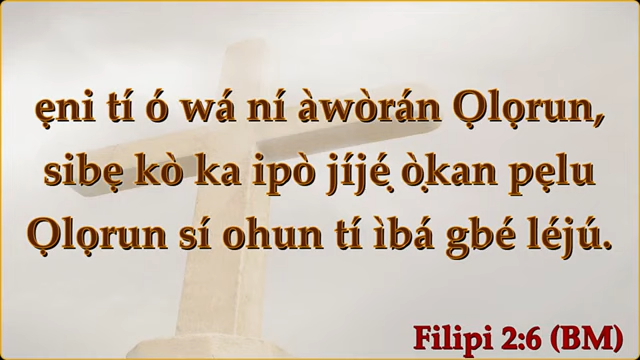 ẹni tí ó wá ní àwòrán Ọlọrun,
sibẹ kò ka ipò jíjẹ́ ọ̀kan pẹlu
Ọlọrun sí ohun tí ìbá gbé léjú.
Filipi 2:6 (BM)